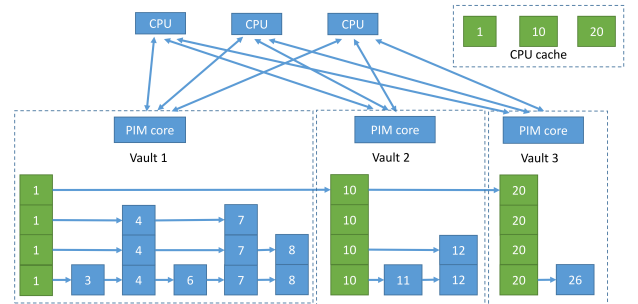 CPU CPU CPU
1 10 20
CPU cache
PIM core PIM core PIM core
Vault 1 Vault 2 Vault 3
1 10 20
1 4 7 10 20
1 4 7 8 10 12 20
1 3 4 6 7 8 10 11 12 20 26